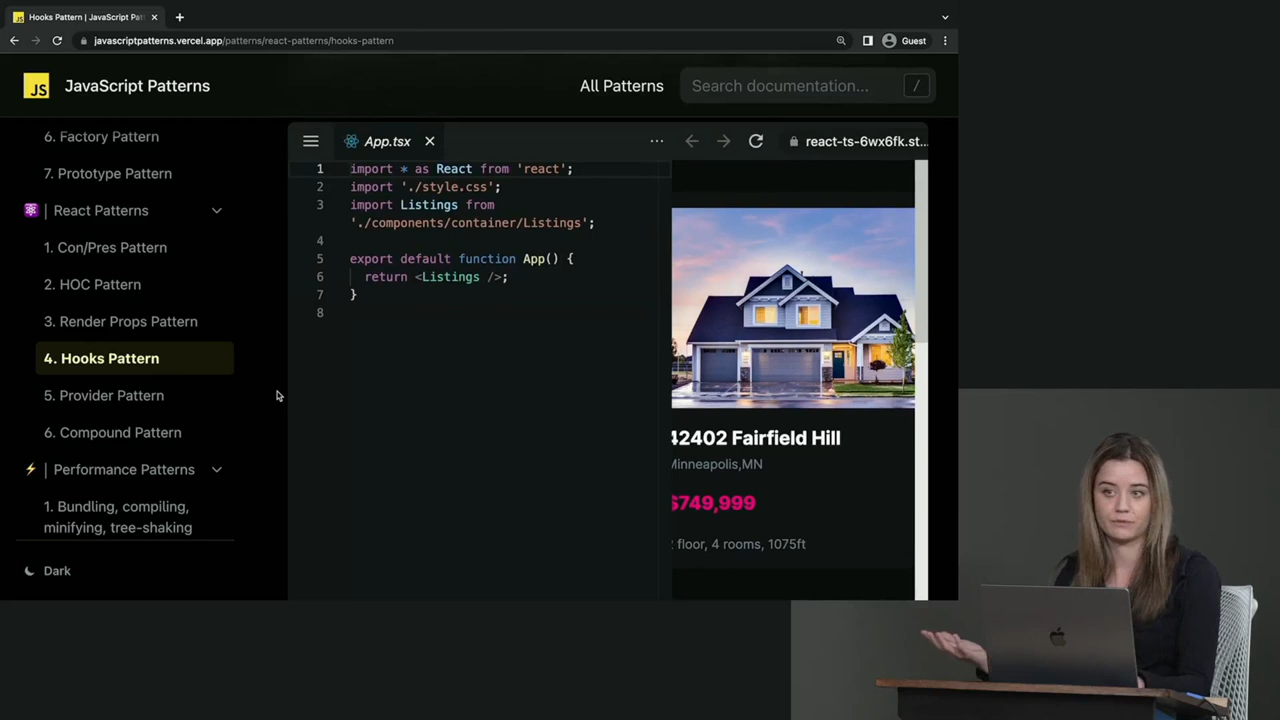 Hooks Pattern | JavaScript Pat
javascriptpatterns.vercel.app/patterns/react-patterns/hooks-pattern
Guest
JS
JavaScript Patterns
All Patterns
Search documentation...
/
6. Factory Pattern
7. Prototype Pattern
| React Patterns
1. Con/Pres Pattern
2. HOC Pattern
3. Render Props Pattern
4. Hooks Pattern
5. Provider Pattern
6. Compound Pattern
| Performance Patterns
1. Bundling, compiling,
minifying, tree-shaking
Dark
App.tsx
react-ts-6wx6fk.st...
1 import * as React from 'react';
2 import './style.css';
3 import Listings from
'./components/container/Listings';
4
5 export default function App() {
6 return <Listings />;
7 }
8
42402 Fairfield Hill
Minneapolis,MN
$749,999
2 floor, 4 rooms, 1075ft